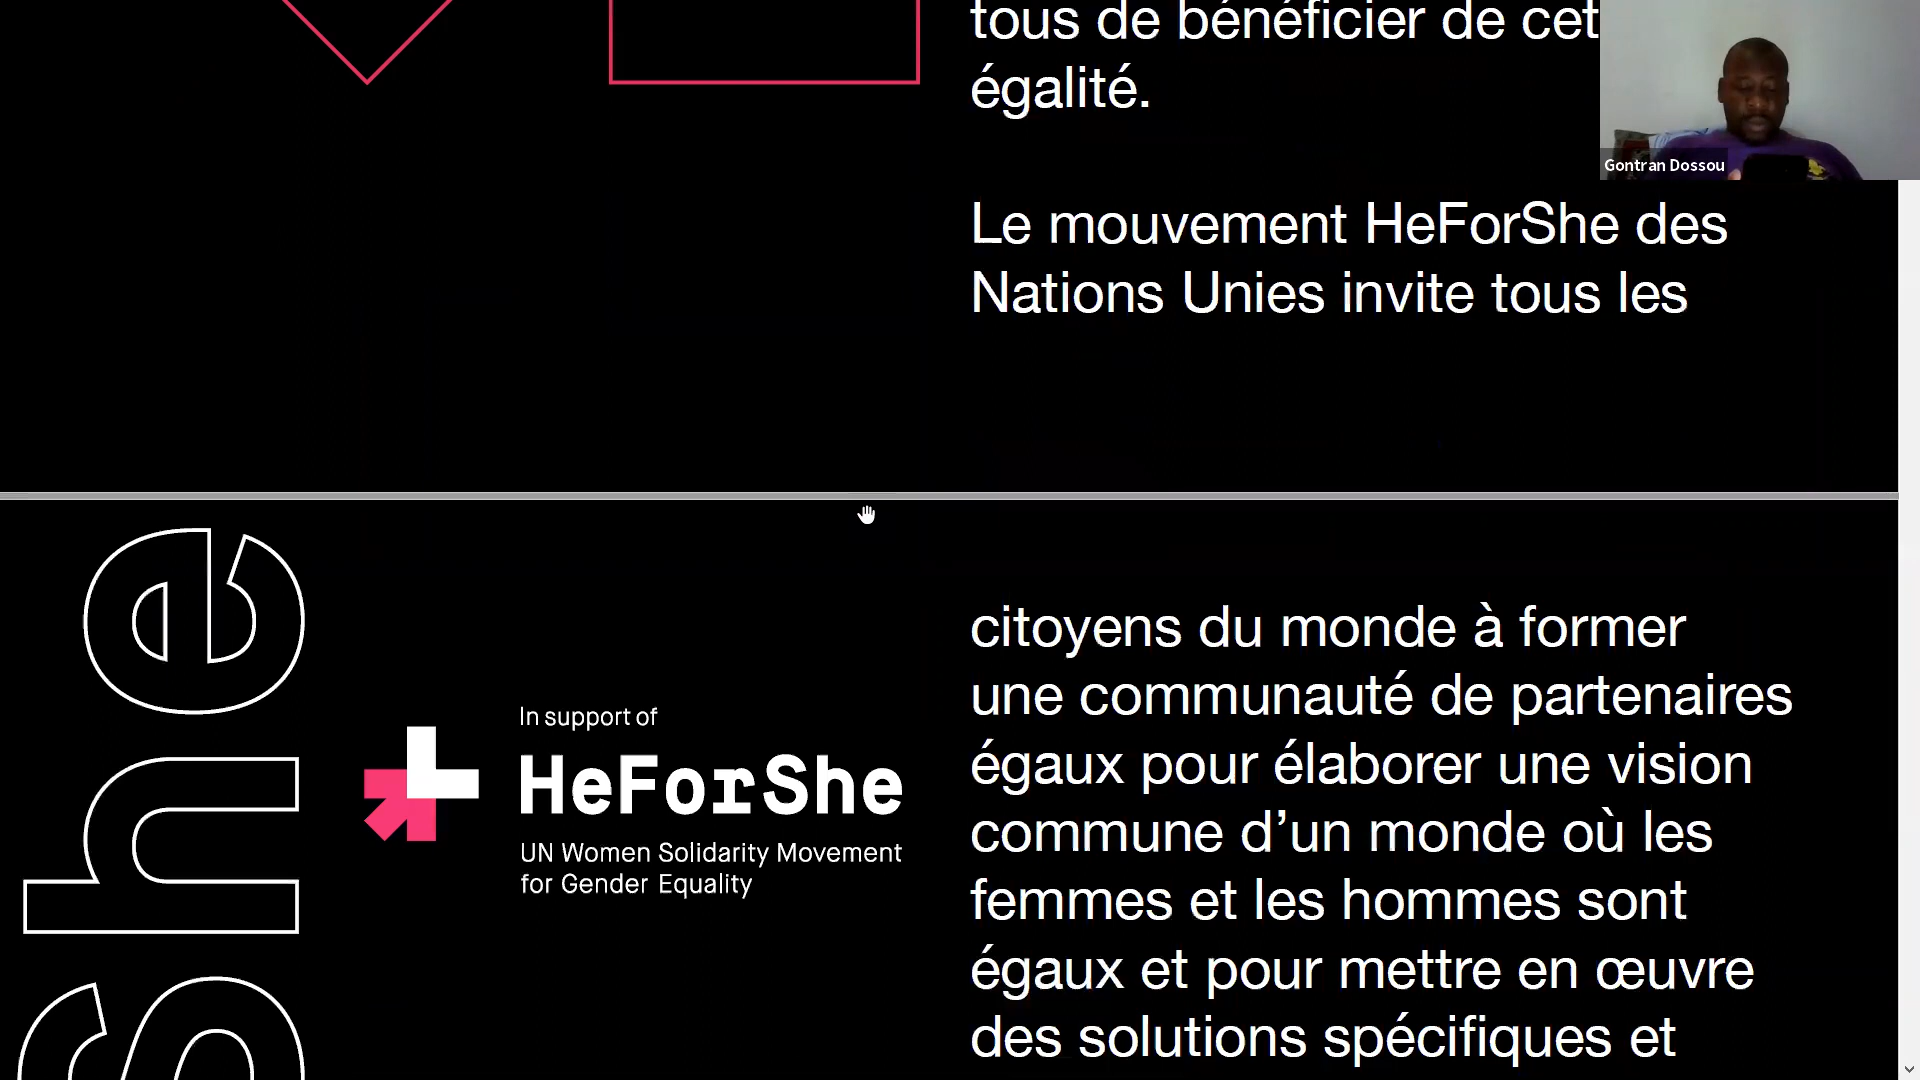 tous de bénéficier de cet
égalité.
Gontran Dossou
Le mouvement HeForShe des
Nations Unies invite tous les
she
In support of
HeForShe
UN Women Solidarity Movement
for Gender Equality
citoyens du monde à former
une communauté de partenaires
égaux pour élaborer une vision
commune d’un monde où les
femmes et les hommes sont
égaux et pour mettre en œuvre
des solutions spécifiques et